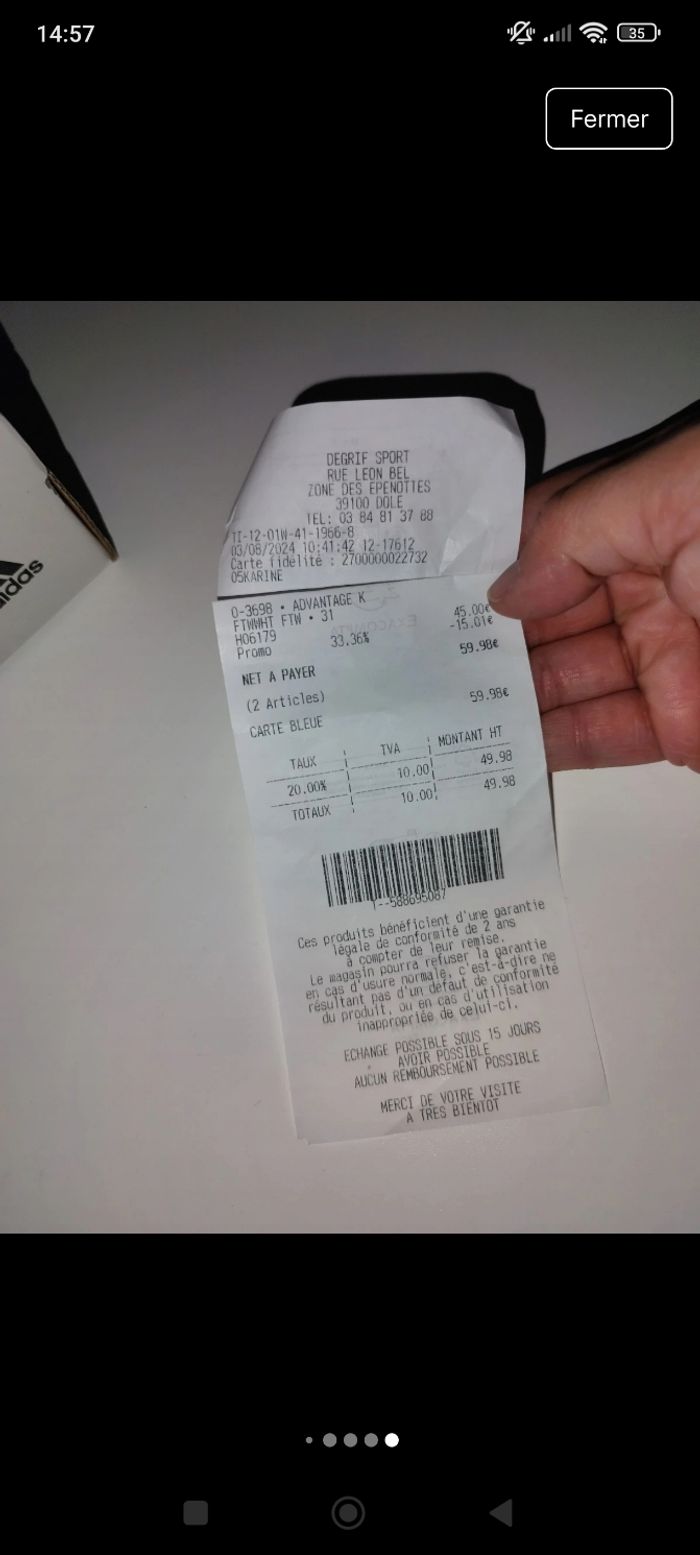 14:57
35
Fermer
adidas
DEGRIF SPORT
RUE LEON BEL
ZONE DES EPENOTTES
39100 DOLE
TEL: 03 84 81 37 88
TI-12-01W-41-1966-8
03/08/2024 10:41:42 12-17612
Carte fidelité : 2700000022732
05KARINE
0-3698 • ADVANTAGE K
FTWWHT FTW • 31
H06179 45.00€
Promo 33.36% -15.01€
NET A PAYER 59.98€
(2 Articles)
CARTE BLEUE 59.98€
TAUX TVA MONTANT HT
20.00% 10.00 49.98
TOTAUX 10.00 49.98
1--588695087
Ces produits bénéficient d'une garantie
légale de conformité de 2 ans
à compter de leur remise.
Le magasin pourra refuser la garantie
en cas d'usure normale, c'est-à-dire ne
résultant pas d'un défaut de conformité
du produit, ou en cas d'utilisation
inappropriée de celui-ci.
ECHANGE POSSIBLE SOUS 15 JOURS
AVOIR POSSIBLE
AUCUN REMBOURSEMENT POSSIBLE
MERCI DE VOTRE VISITE
A TRES BIENTOT